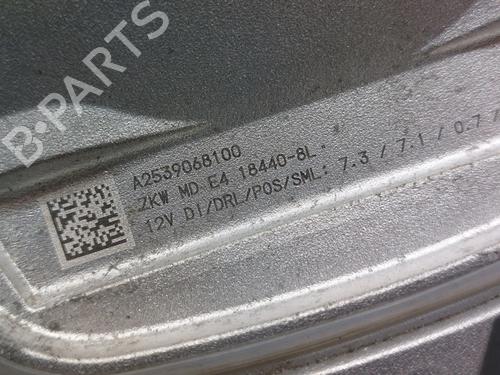 B-PARTS
A2539068100
ZKW MD E4 18440-8L
12V DI/DRL/POS/SML: 7.3 / 7.1 / 0.7 /